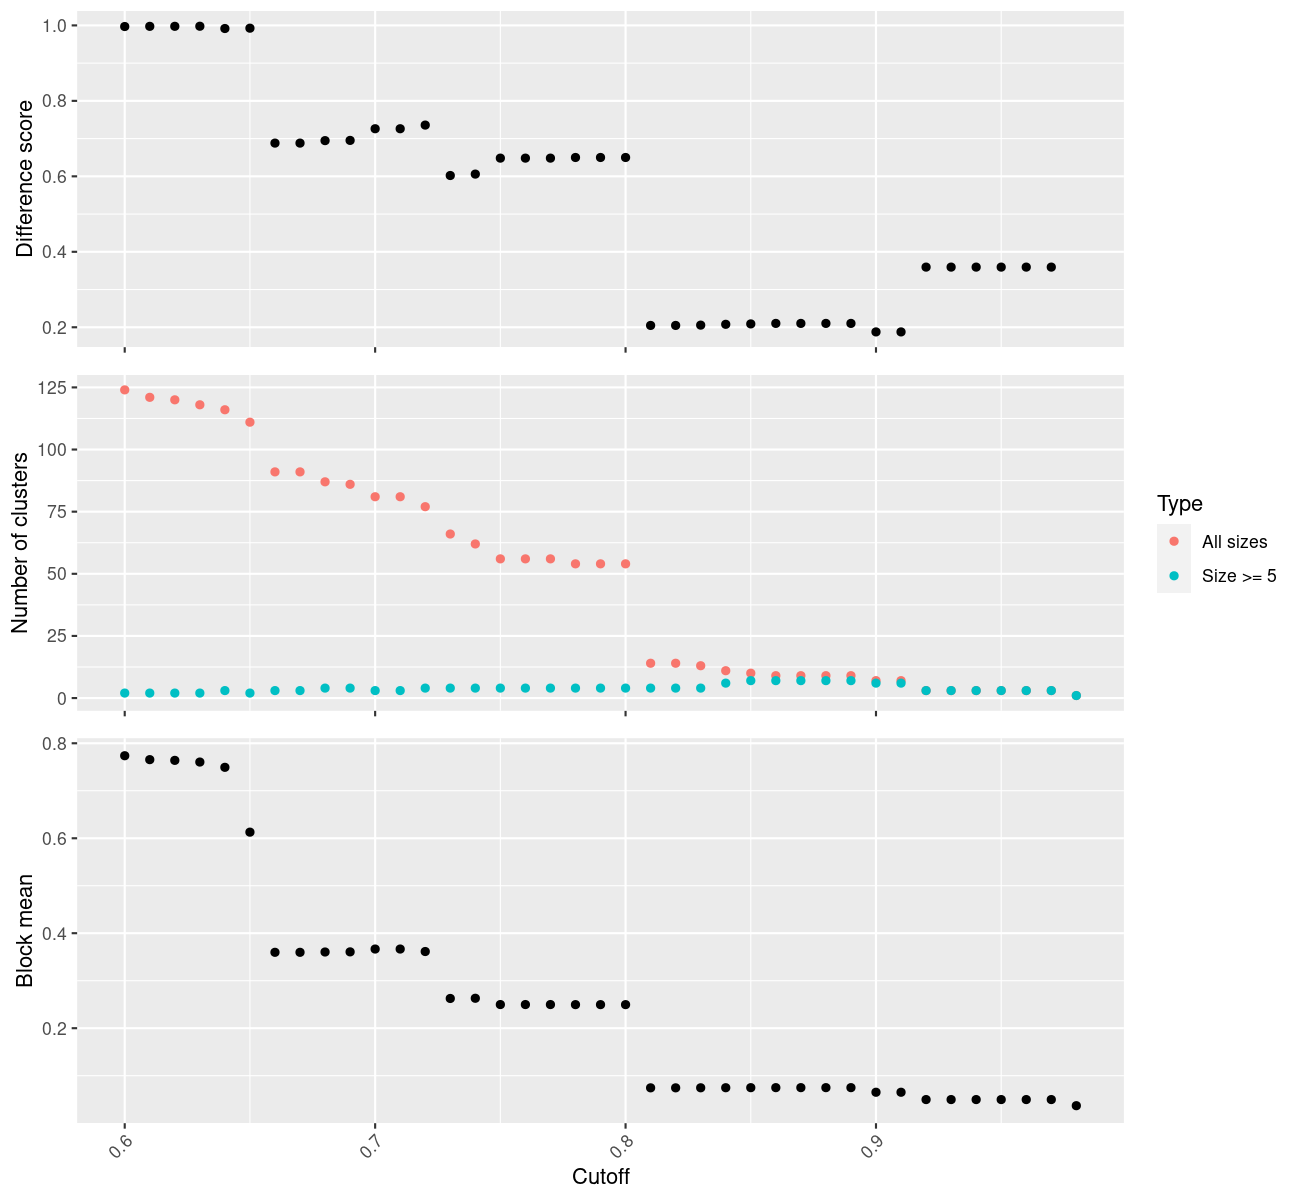 Difference score
1.0
0.8
0.6
0.4
0.2
Number of clusters
125
100
75
50
25
0
Type
All sizes
Size >= 5
Block mean
0.8
0.6
0.4
0.2
0.6 0.7 0.8 0.9
Cutoff